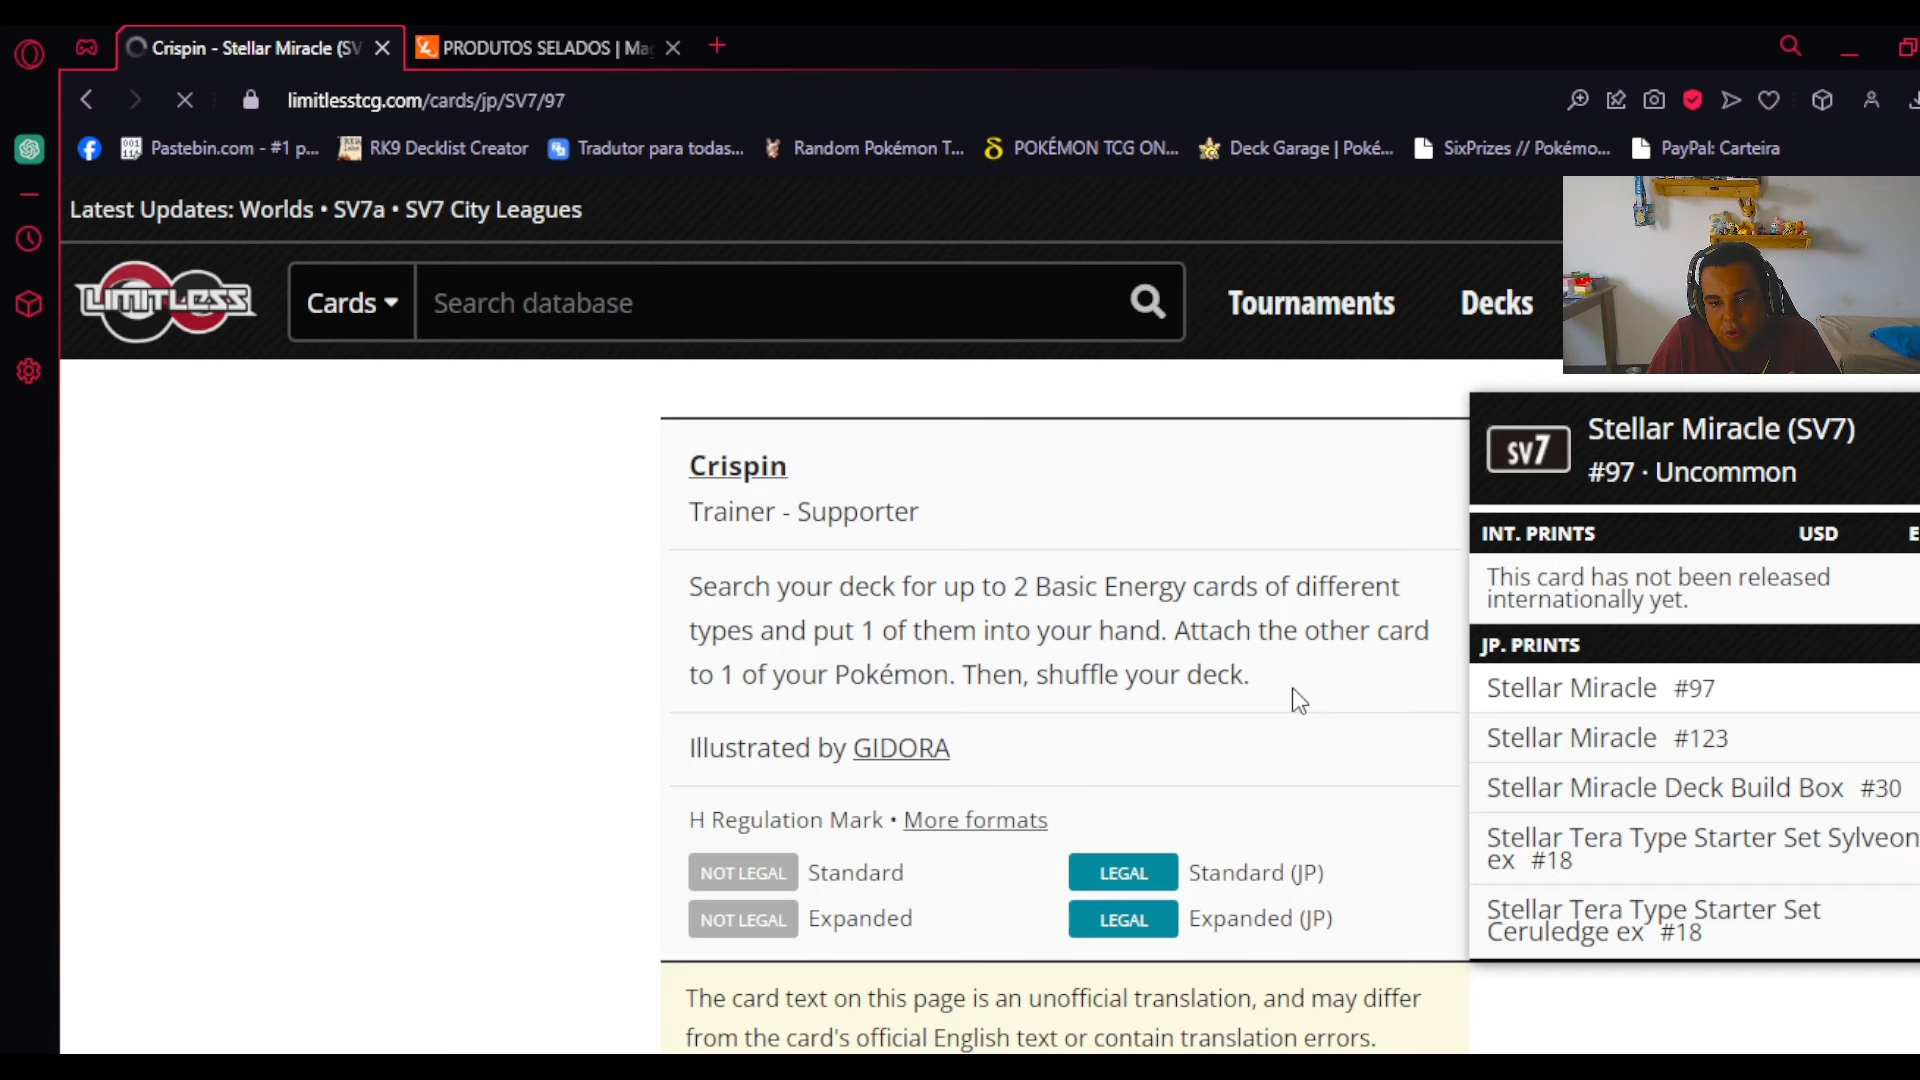 Crispin - Stellar Miracle (SV
PRODUTOS SELADOS | Ma
limitlesstcg.com/cards/jp/SV7/97
Pastebin.com - #1 p...
RK9 Decklist Creator
Tradutor para todas...
Random Pokémon T...
POKÉMON TCG ON...
Deck Garage | Poké...
SixPrizes // Pokémo...
PayPal: Carteira
Latest Updates: Worlds • SV7a • SV7 City Leagues
LIMITLESS
Cards
Search database
Tournaments
Decks
Crispin
Trainer - Supporter
Search your deck for up to 2 Basic Energy cards of different
types and put 1 of them into your hand. Attach the other card
to 1 of your Pokémon. Then, shuffle your deck.
Illustrated by GIDORA
H Regulation Mark • More formats
NOT LEGAL Standard
LEGAL Standard (JP)
NOT LEGAL Expanded
LEGAL Expanded (JP)
The card text on this page is an unofficial translation, and may differ
from the card's official English text or contain translation errors.
SV7
Stellar Miracle (SV7)
#97 · Uncommon
INT. PRINTS USD E
This card has not been released
internationally yet.
JP. PRINTS
Stellar Miracle #97
Stellar Miracle #123
Stellar Miracle Deck Build Box #30
Stellar Tera Type Starter Set Sylveon
ex #18
Stellar Tera Type Starter Set
Ceruledge ex #18